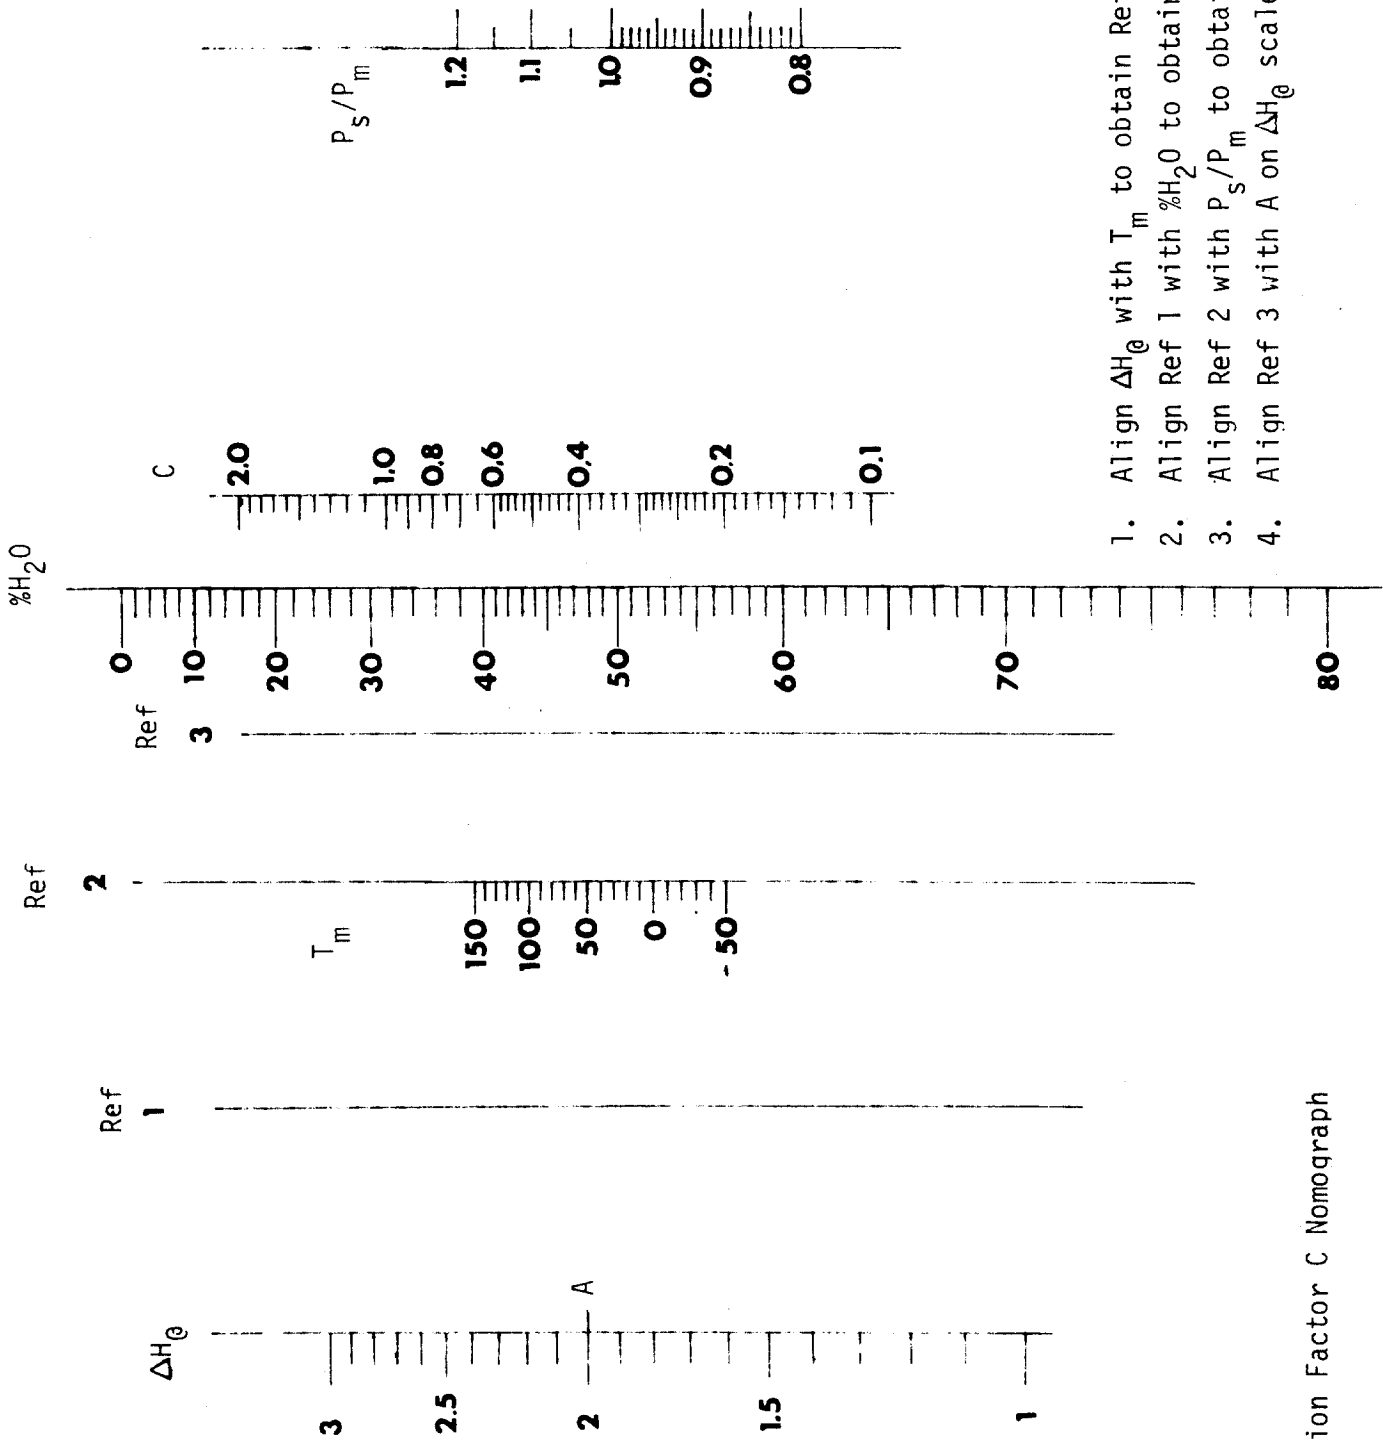 ΔH@
3
2.5
2
A
1.5
1
Ref
1
Ref
2
Tm
150
100
50
0
-50
Ref
3
%H2O
0
10
20
30
40
50
60
70
80
C
2.0
1.0
0.8
0.6
0.4
0.2
0.1
Ps/Pm
1.2
1.1
1.0
0.9
0.8
1. Align ΔH@ with Tm to obtain Ref
2. Align Ref 1 with %H2O to obtain
3. Align Ref 2 with Ps/Pm to obtai
4. Align Ref 3 with A on ΔH@ scale
ion Factor C Nomograph